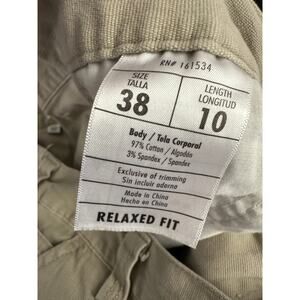 RN# 161534
SIZE
TALLA
38
LENGTH
LONGITUD
10
Body / Tela Corporal
97% Cotton / Algodón
3% Spandex / Spandex
Exclusive of trimming
Sin incluir adorno
Made in China
Hecho en China
RELAXED FIT